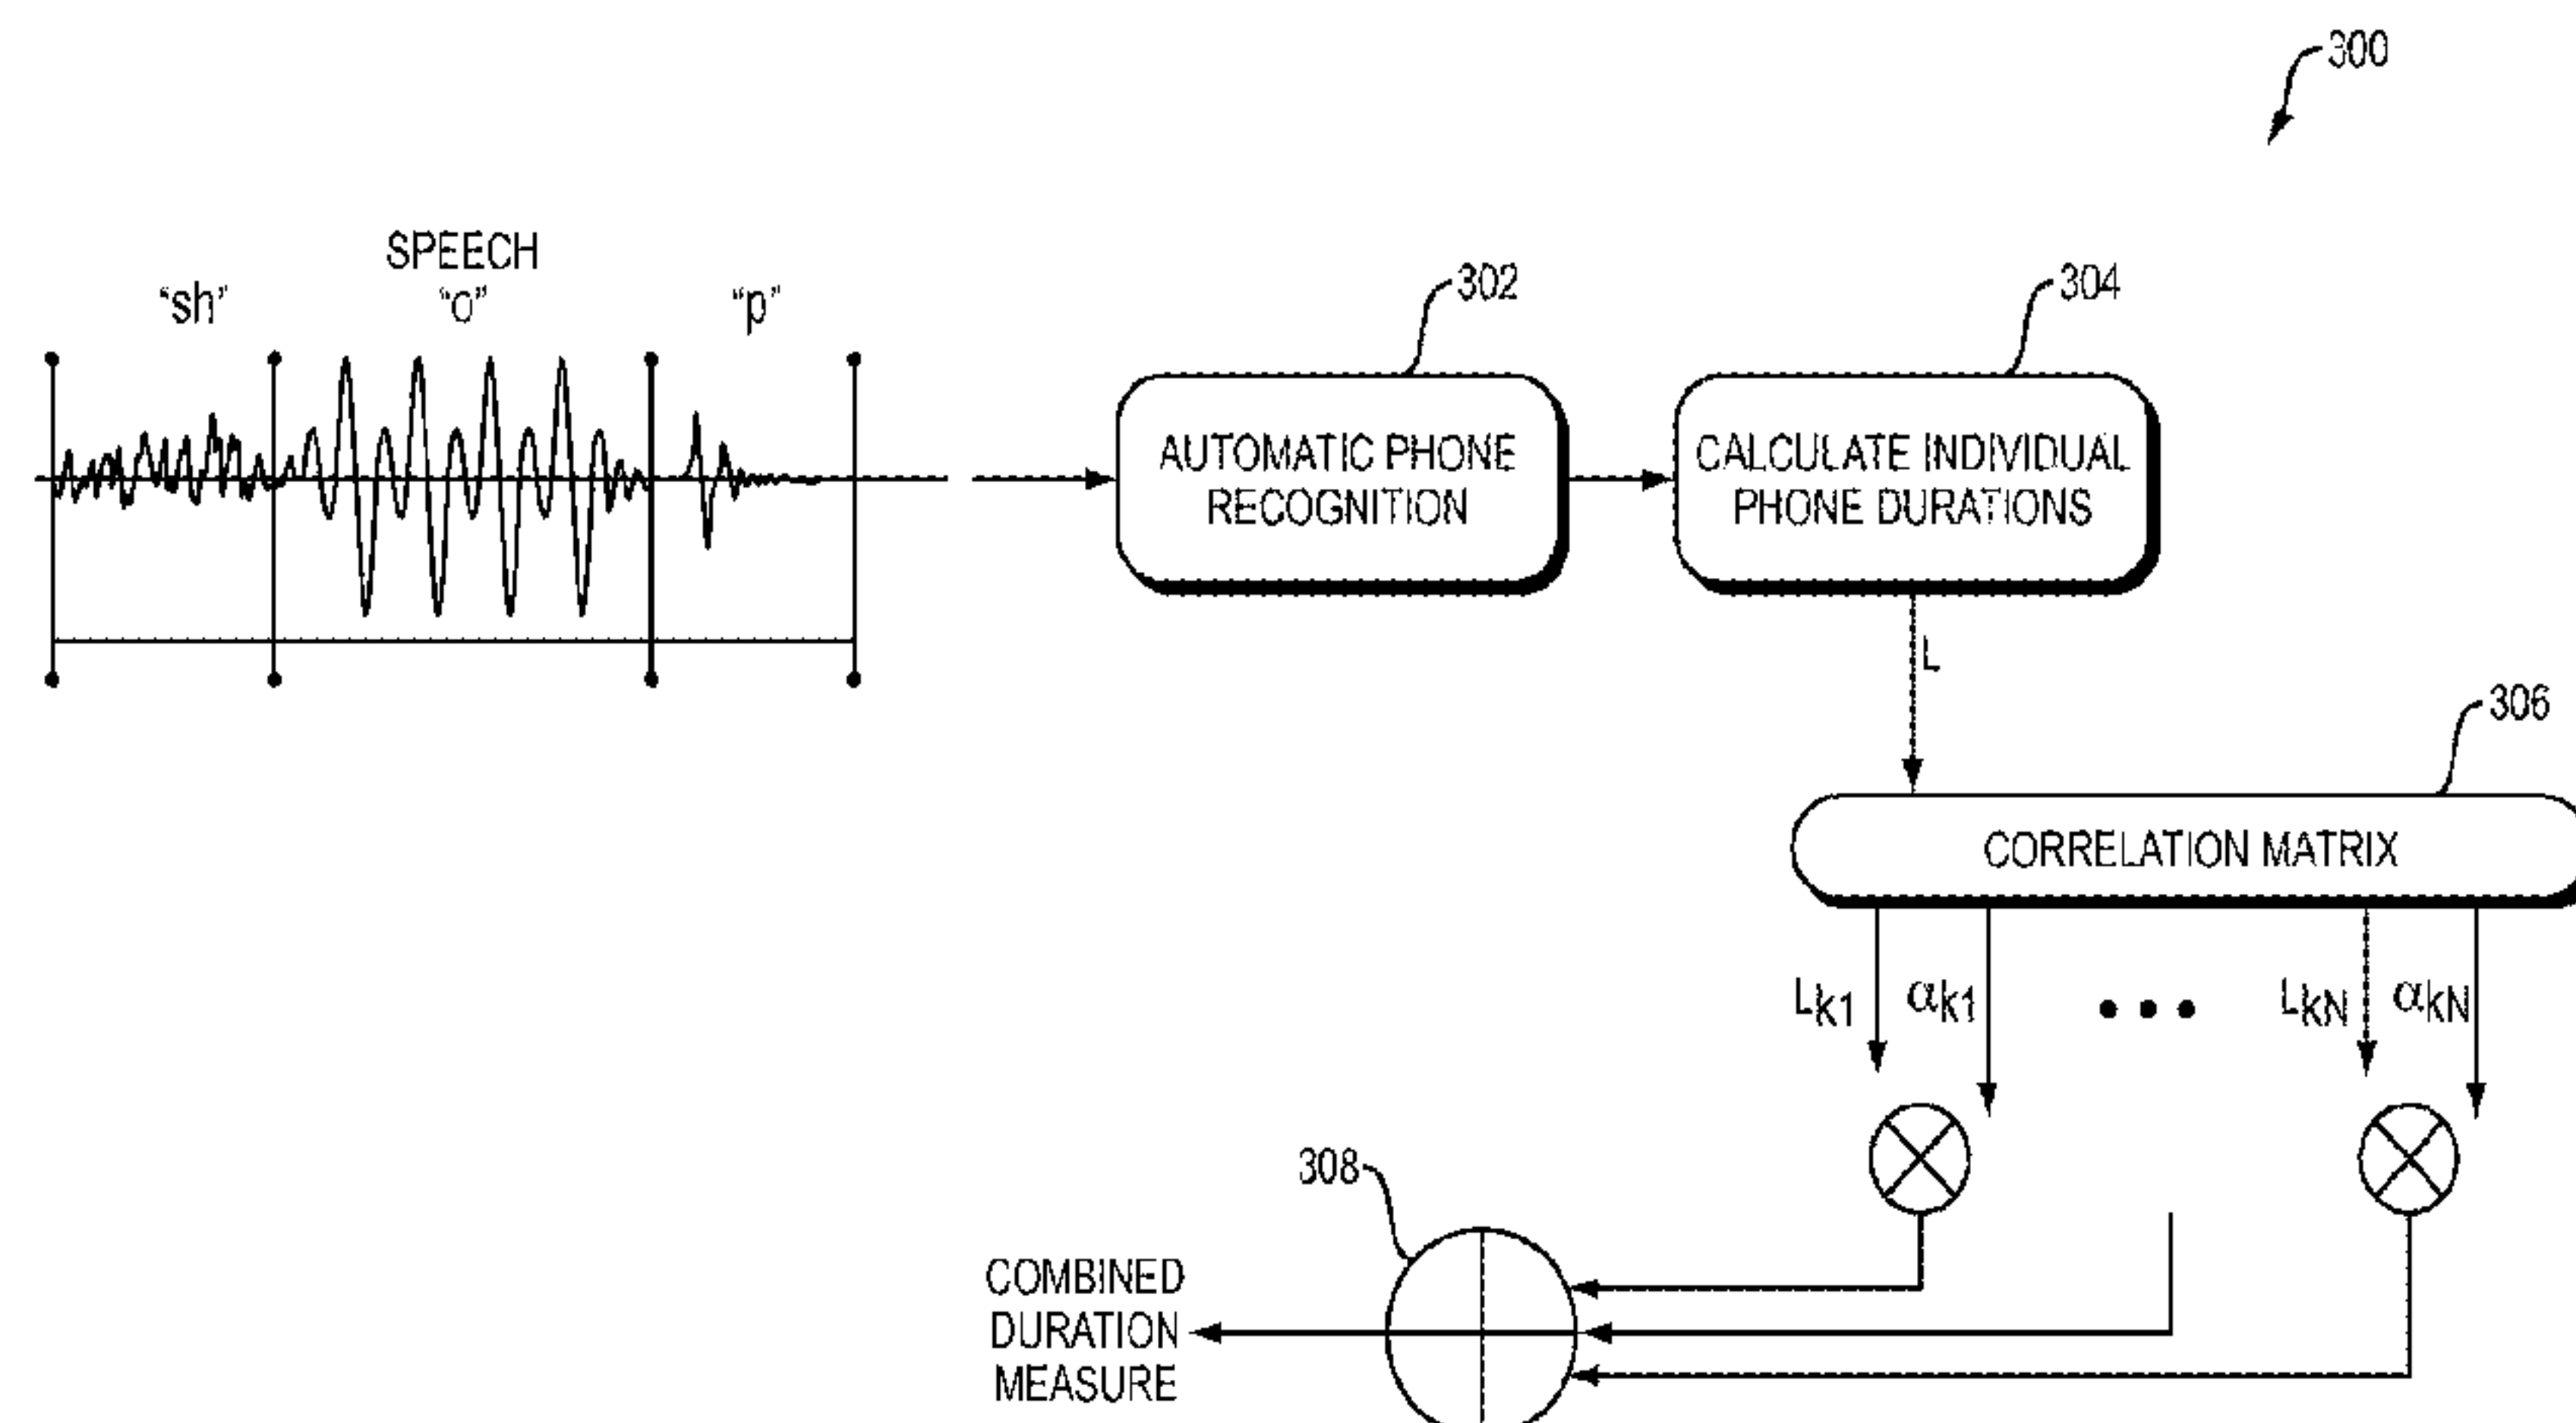 300
SPEECH
"sh" "o" "p"
302
304
AUTOMATIC PHONE
RECOGNITION
CALCULATE INDIVIDUAL
PHONE DURATIONS
L
306
CORRELATION MATRIX
Lk1 αk1 • • • LkN αkN
308
COMBINED
DURATION
MEASURE